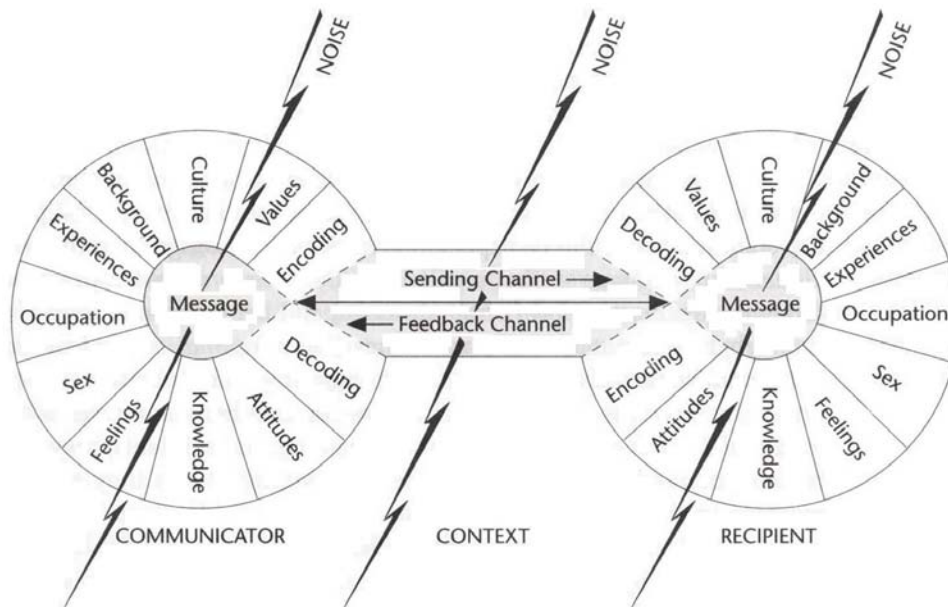 NOISE
NOISE
NOISE
Culture
Background
Values
Experiences
Encoding
Message
Occupation
Decoding
Sex
Attitudes
Feelings
Knowledge
Sending Channel
Feedback Channel
Culture
Values
Background
Decoding
Experiences
Message
Occupation
Encoding
Sex
Attitudes
Feelings
Knowledge
COMMUNICATOR
CONTEXT
RECIPIENT